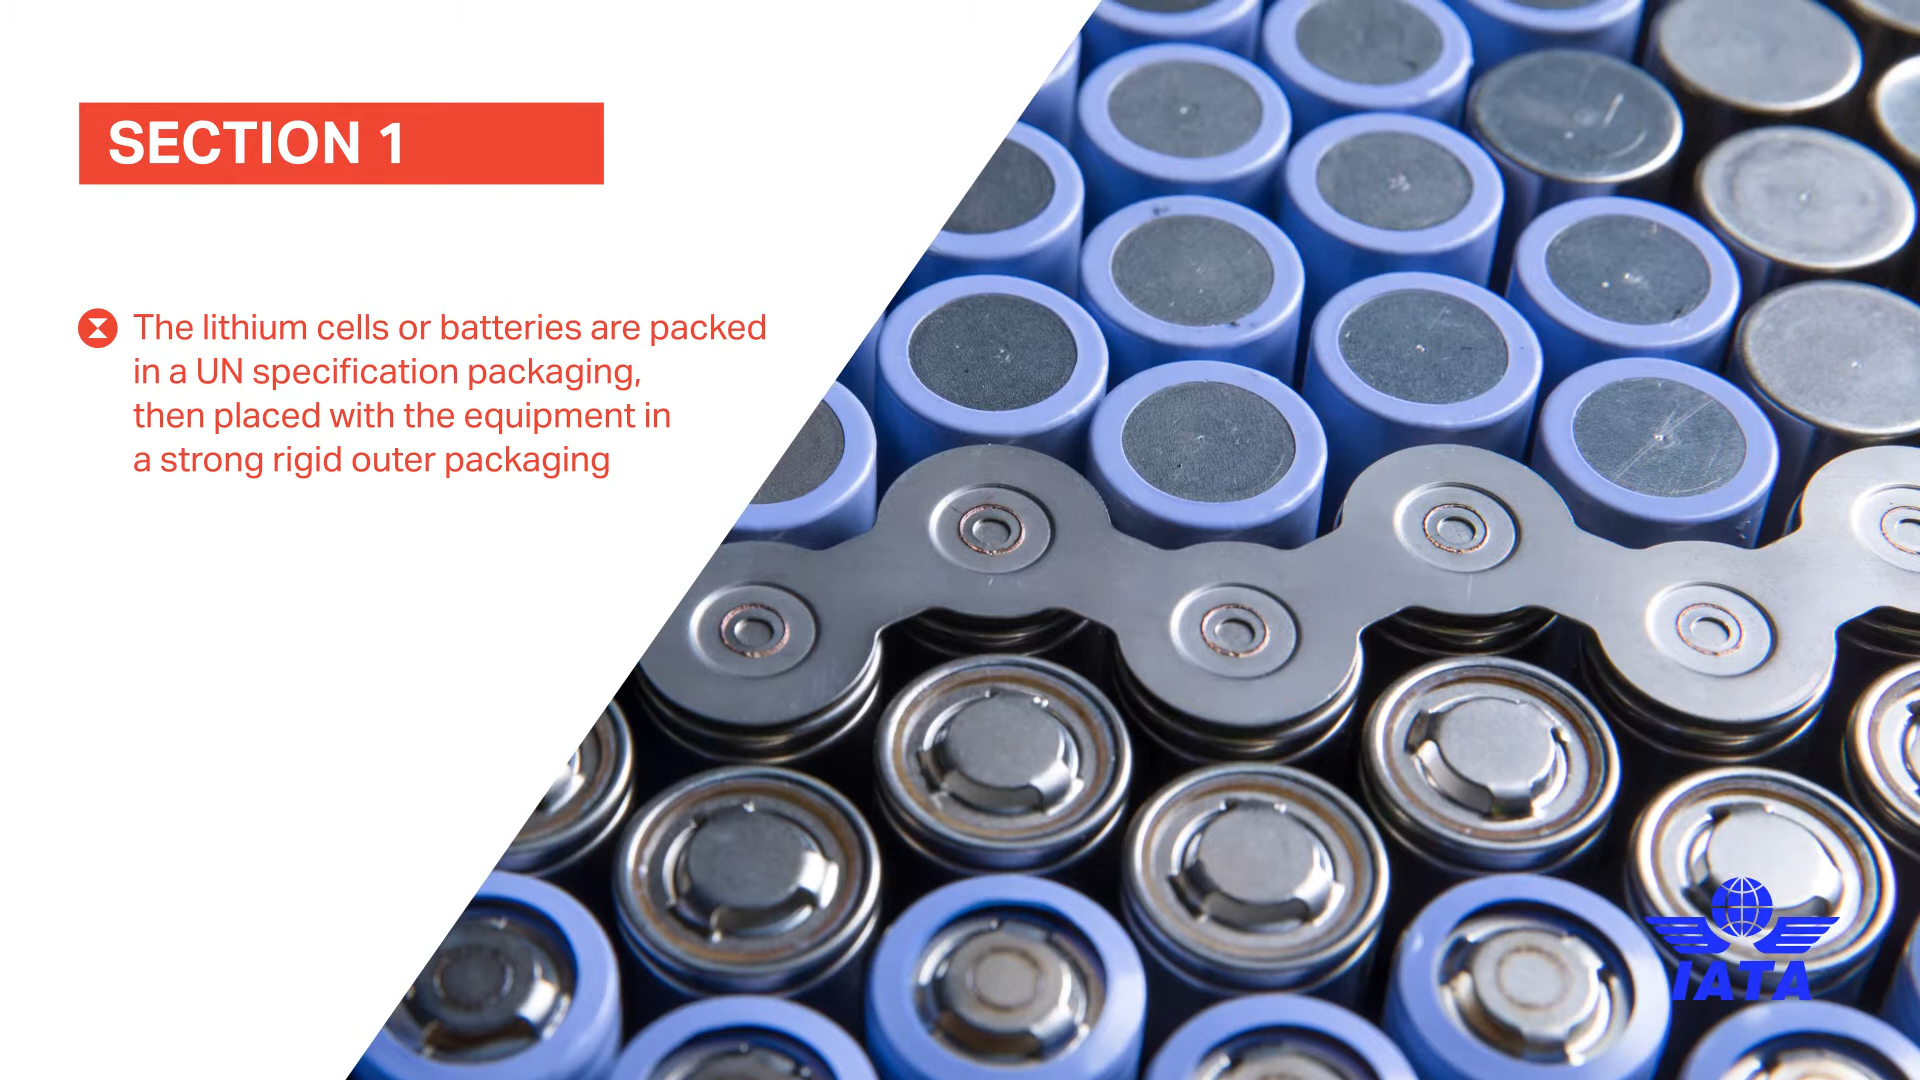 SECTION 1
The lithium cells or batteries are packed
in a UN specification packaging,
then placed with the equipment in
a strong rigid outer packaging
IATA